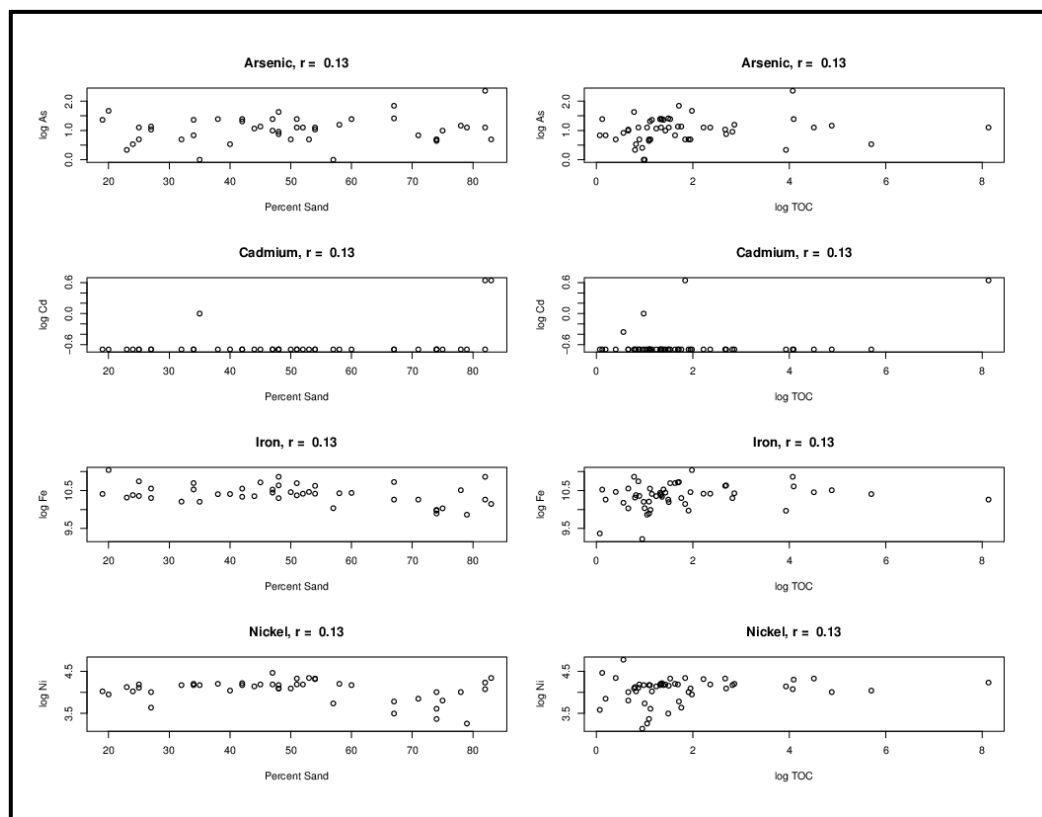 Arsenic, r = 0.13
log As
0.0 1.0 2.0
20 30 40 50 60 70 80
Percent Sand
Arsenic, r = 0.13
log As
0.0 1.0 2.0
0 2 4 6 8
log TOC
Cadmium, r = 0.13
log Cd
−0.6 0.0 0.6
20 30 40 50 60 70 80
Percent Sand
Cadmium, r = 0.13
log Cd
−0.6 0.0 0.6
0 2 4 6 8
log TOC
Iron, r = 0.13
log Fe
9.5 10.5
20 30 40 50 60 70 80
Percent Sand
Iron, r = 0.13
log Fe
9.5 10.5
0 2 4 6 8
log TOC
Nickel, r = 0.13
log Ni
3.5 4.5
20 30 40 50 60 70 80
Percent Sand
Nickel, r = 0.13
log Ni
3.5 4.5
0 2 4 6 8
log TOC